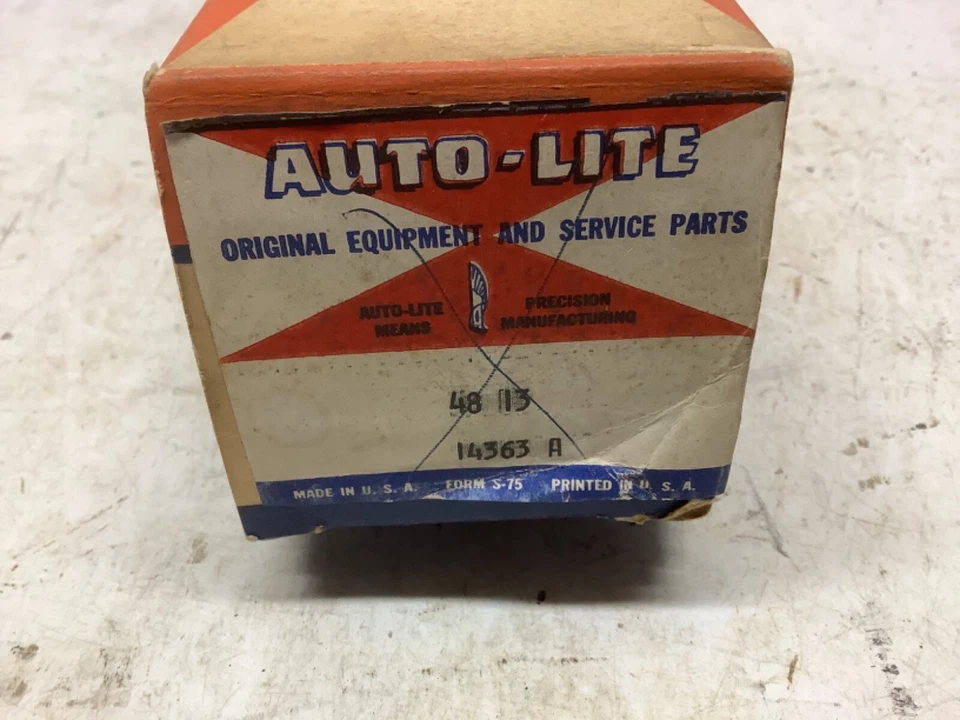 AUTO-LITE
ORIGINAL EQUIPMENT AND SERVICE PARTS
AUTO-LITE MEANS
PRECISION MANUFACTURING
48 13
14363 A
MADE IN U. S. A. FORM S-75 PRINTED IN U. S. A.